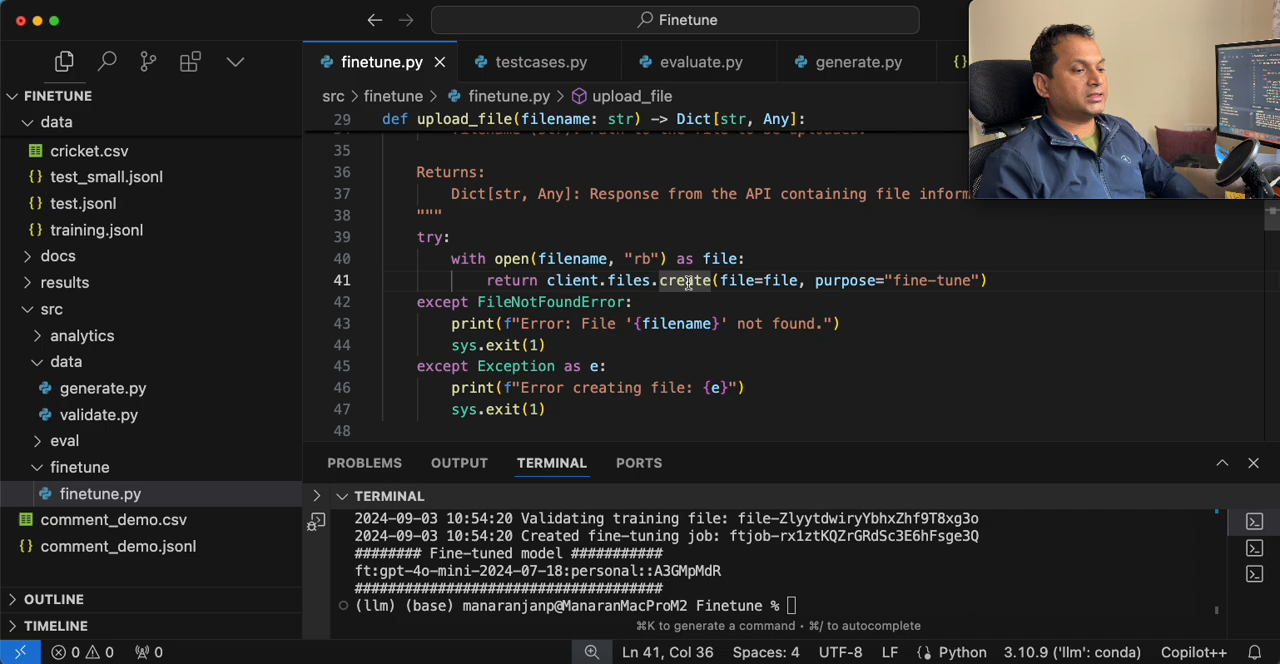 Finetune
finetune.py
testcases.py
evaluate.py
generate.py
{}
FINETUNE
data
cricket.csv
{} test_small.jsonl
{} test.jsonl
{} training.jsonl
docs
results
src
analytics
data
generate.py
validate.py
eval
finetune
finetune.py
comment_demo.csv
{} comment_demo.jsonl
OUTLINE
TIMELINE
src > finetune > finetune.py > upload_file
29 def upload_file(filename: str) -> Dict[str, Any]:
35
36 Returns:
37 Dict[str, Any]: Response from the API containing file inform
38 """
39 try:
40 with open(filename, "rb") as file:
41 return client.files.create(file=file, purpose="fine-tune")
42 except FileNotFoundError:
43 print(f"Error: File '{filename}' not found.")
44 sys.exit(1)
45 except Exception as e:
46 print(f"Error creating file: {e}")
47 sys.exit(1)
48
PROBLEMS OUTPUT TERMINAL PORTS
TERMINAL
2024-09-03 10:54:20 Validating training file: file-ZlyytdwiryYbhxZhf9T8xg3o
2024-09-03 10:54:20 Created fine-tuning job: ftjob-rx1ztKQZrGRdSc3E6hFsge3Q
######## Fine-tuned model ###########
ft:gpt-4o-mini-2024-07-18:personal::A3GMpMdR
####################################
(llm) (base) manaranjanp@ManaranMacProM2 Finetune %
⌘K to generate a command • ⌘/ to autocomplete
0 0 0 Ln 41, Col 36 Spaces: 4 UTF-8 LF {} Python 3.10.9 ('llm': conda) Copilot++